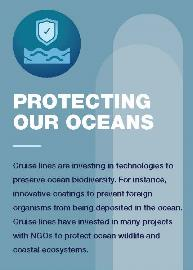 PROTECTING
OUR OCEANS
Cruise lines are investing in technologies to
preserve ocean biodiversity. For instance,
innovative coatings to prevent foreign
organisms from being deposited in the ocean.
Cruise lines have invested in many projects
with NGOs to protect ocean wildlife and
coastal ecosystems.